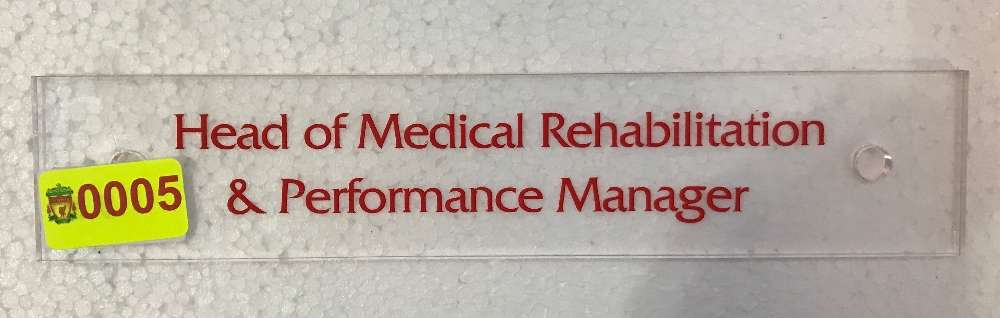 Head of Medical Rehabilitation
& Performance Manager
0005